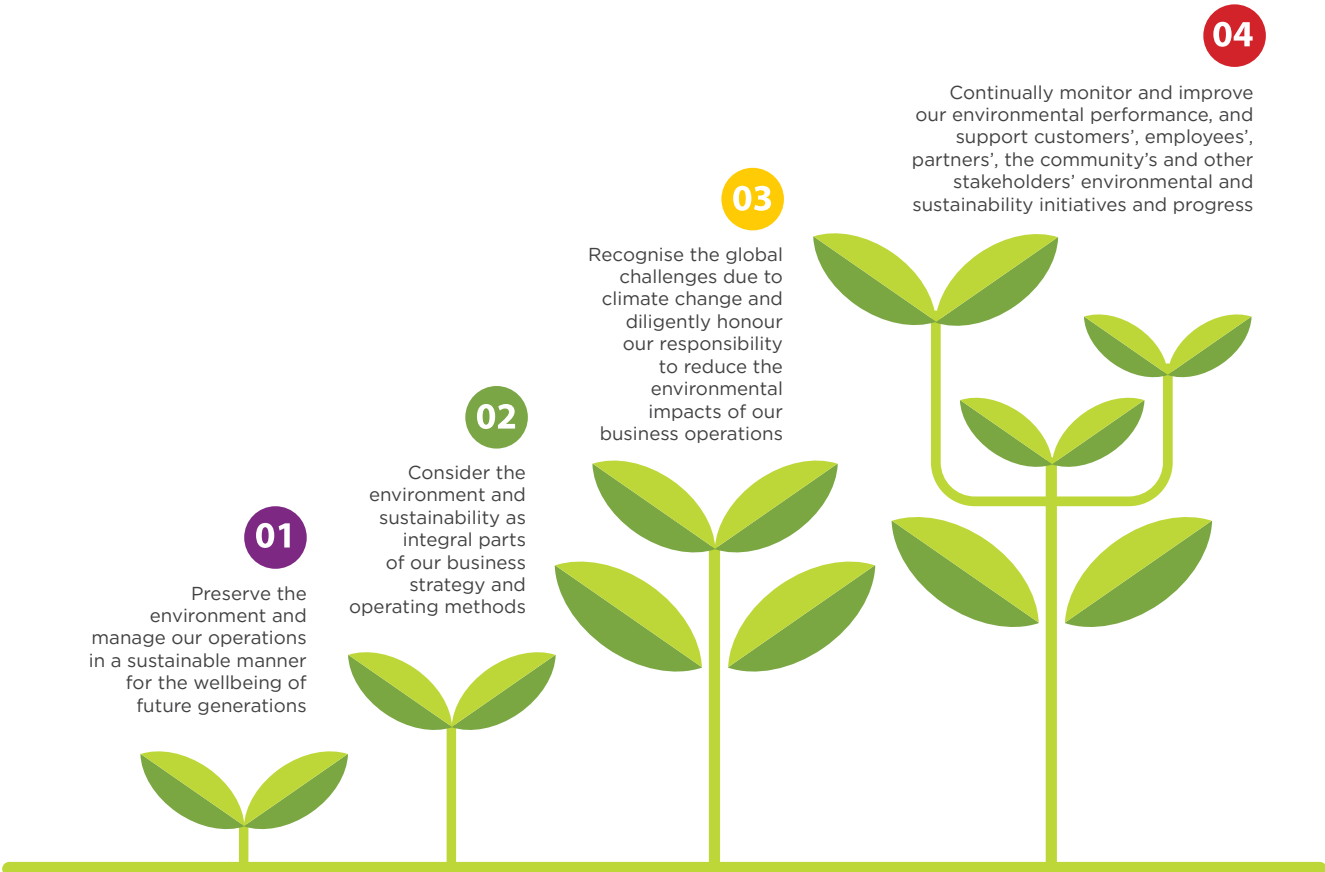 01
Preserve the
environment and
manage our operations
in a sustainable manner
for the wellbeing of
future generations
02
Consider the
environment and
sustainability as
integral parts
of our business
strategy and
operating methods
03
Recognise the global
challenges due to
climate change and
diligently honour
our responsibility
to reduce the
environmental
impacts of our
business operations
04
Continually monitor and improve
our environmental performance, and
support customers’, employees’,
partners’, the community’s and other
stakeholders’ environmental and
sustainability initiatives and progress